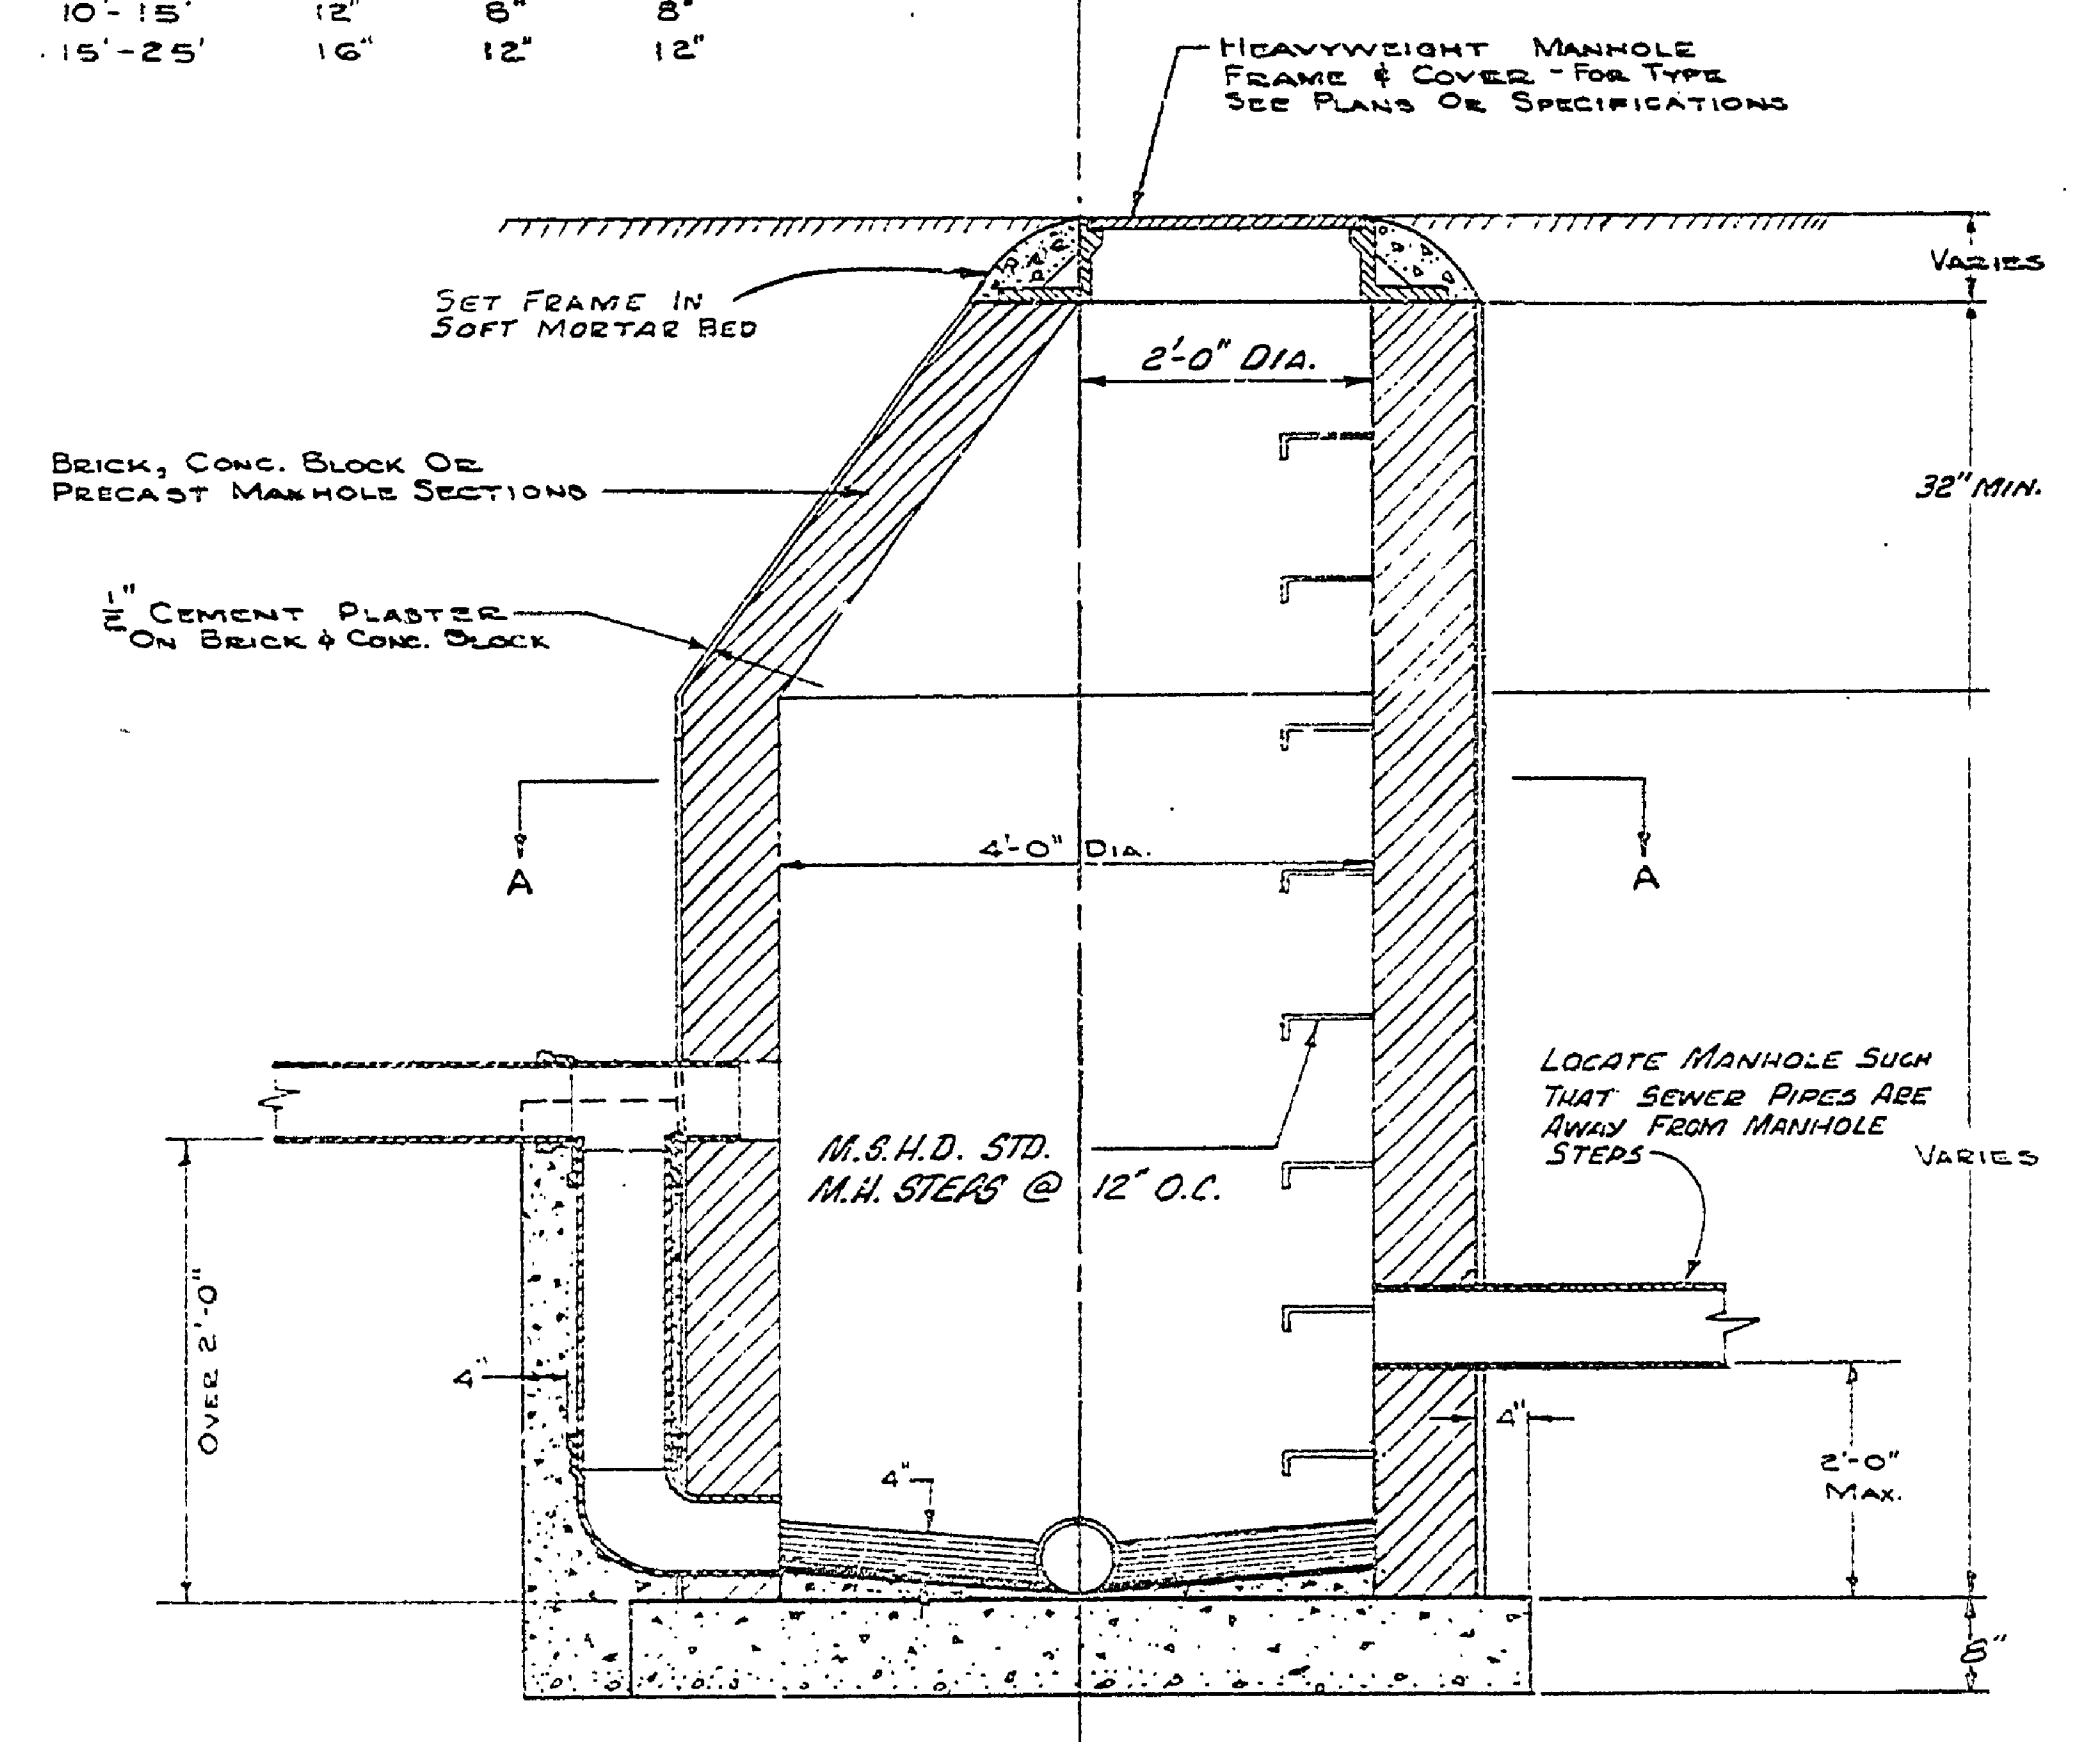 10'-15' 12" 8" 8"
15'-25' 16" 12" 12"
HEAVYWEIGHT MANHOLE
FRAME & COVER - FOR TYPE
SEE PLANS OR SPECIFICATIONS
VARIES
SET FRAME IN
SOFT MORTAR BED
2'-0" DIA.
BRICK, CONC. BLOCK OR
PRECAST MANHOLE SECTIONS
32" MIN.
1/2" CEMENT PLASTER
ON BRICK & CONC. BLOCK
4'-0" DIA.
A
A
LOCATE MANHOLE SUCH
THAT SEWER PIPES ARE
AWAY FROM MANHOLE
STEPS
VARIES
M.S.H.D. STD.
M.H. STEPS @ 12" O.C.
OVER 2'-0"
4"
4"
4"
2'-0"
MAX.
8"